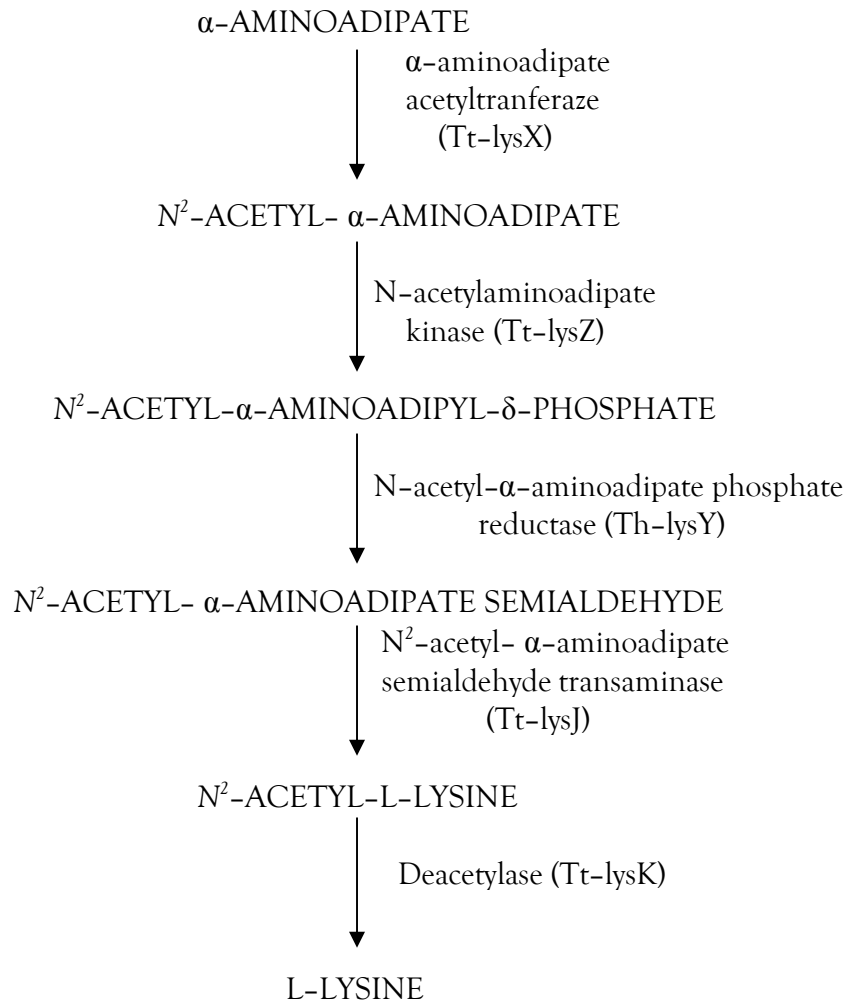 α-AMINOADIPATE
α-aminoadipate
acetyltranferaze
(Tt-lysX)
N²-ACETYL- α-AMINOADIPATE
N-acetylaminoadipate
kinase (Tt-lysZ)
N²-ACETYL-α-AMINOADIPYL-δ-PHOSPHATE
N-acetyl-α-aminoadipate phosphate
reductase (Th-lysY)
N²-ACETYL- α-AMINOADIPATE SEMIALDEHYDE
N²-acetyl- α-aminoadipate
semialdehyde transaminase
(Tt-lysJ)
N²-ACETYL-L-LYSINE
Deacetylase (Tt-lysK)
L-LYSINE